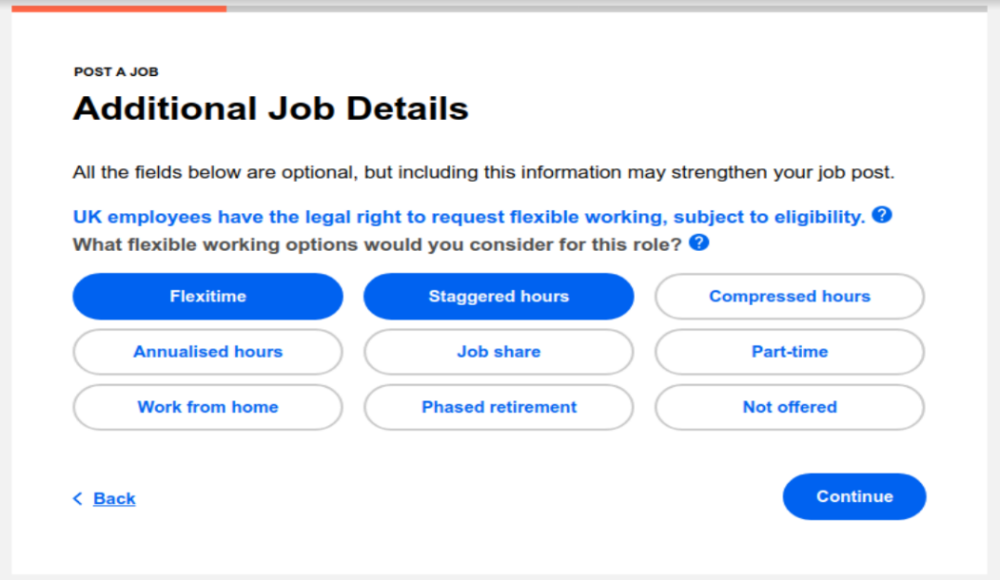 POST A JOB
Additional Job Details
All the fields below are optional, but including this information may strengthen your job post.
UK employees have the legal right to request flexible working, subject to eligibility. ?
What flexible working options would you consider for this role? ?
Flexitime
Staggered hours
Compressed hours
Annualised hours
Job share
Part-time
Work from home
Phased retirement
Not offered
< Back
Continue